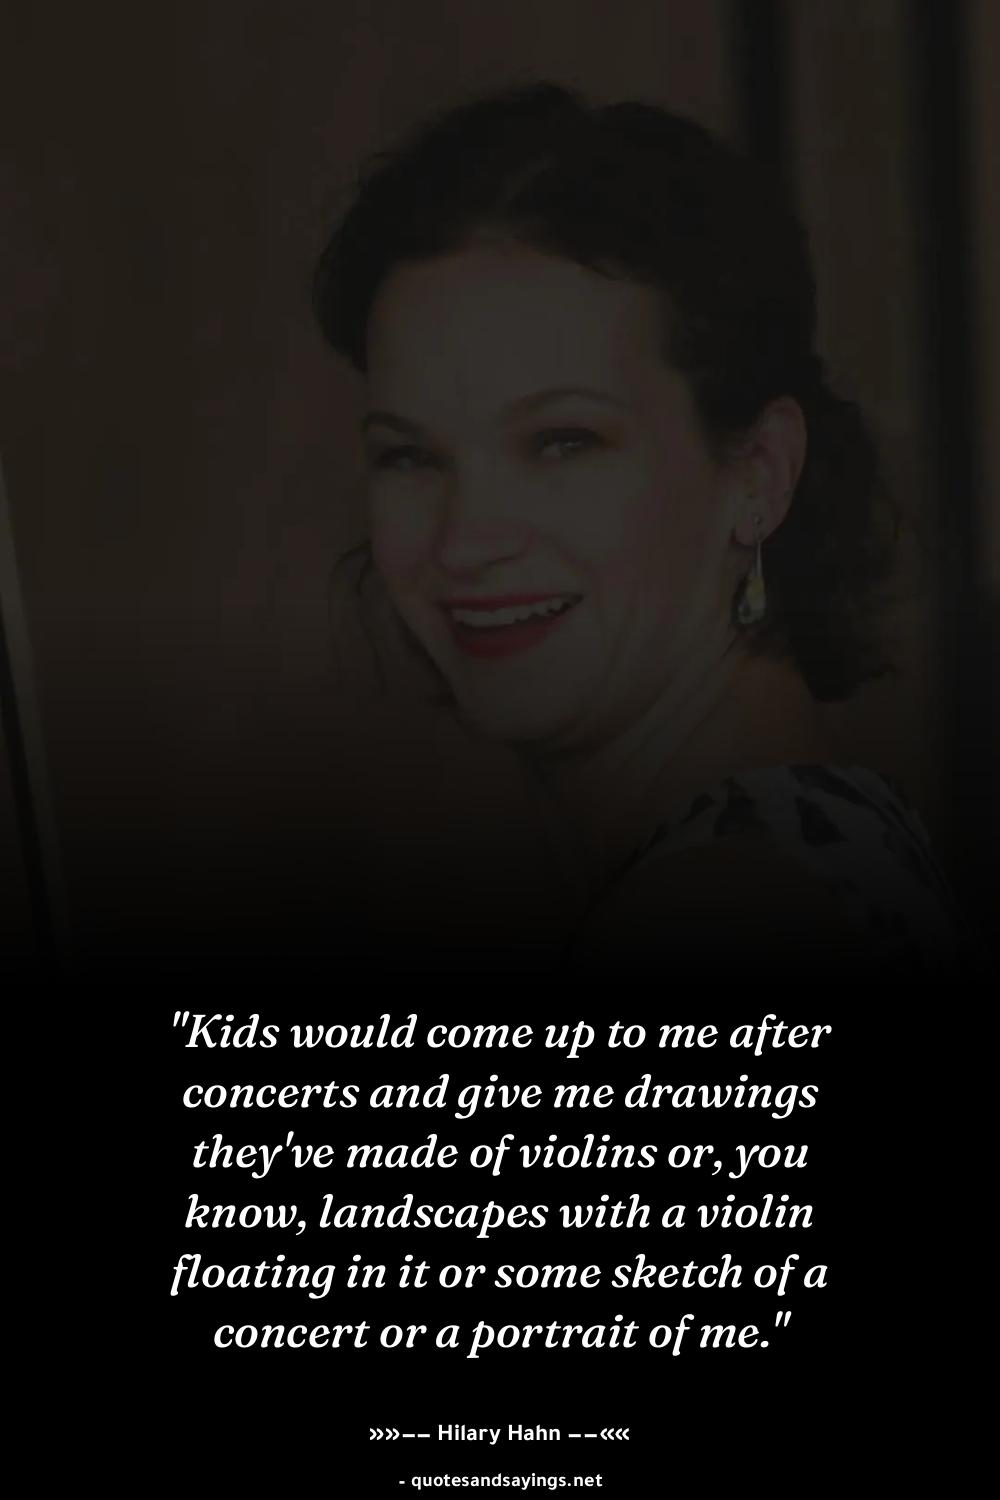 "Kids would come up to me after
concerts and give me drawings
they've made of violins or, you
know, landscapes with a violin
floating in it or some sketch of a
concert or a portrait of me."
»»–– Hilary Hahn ––««
- quotesandsayings.net